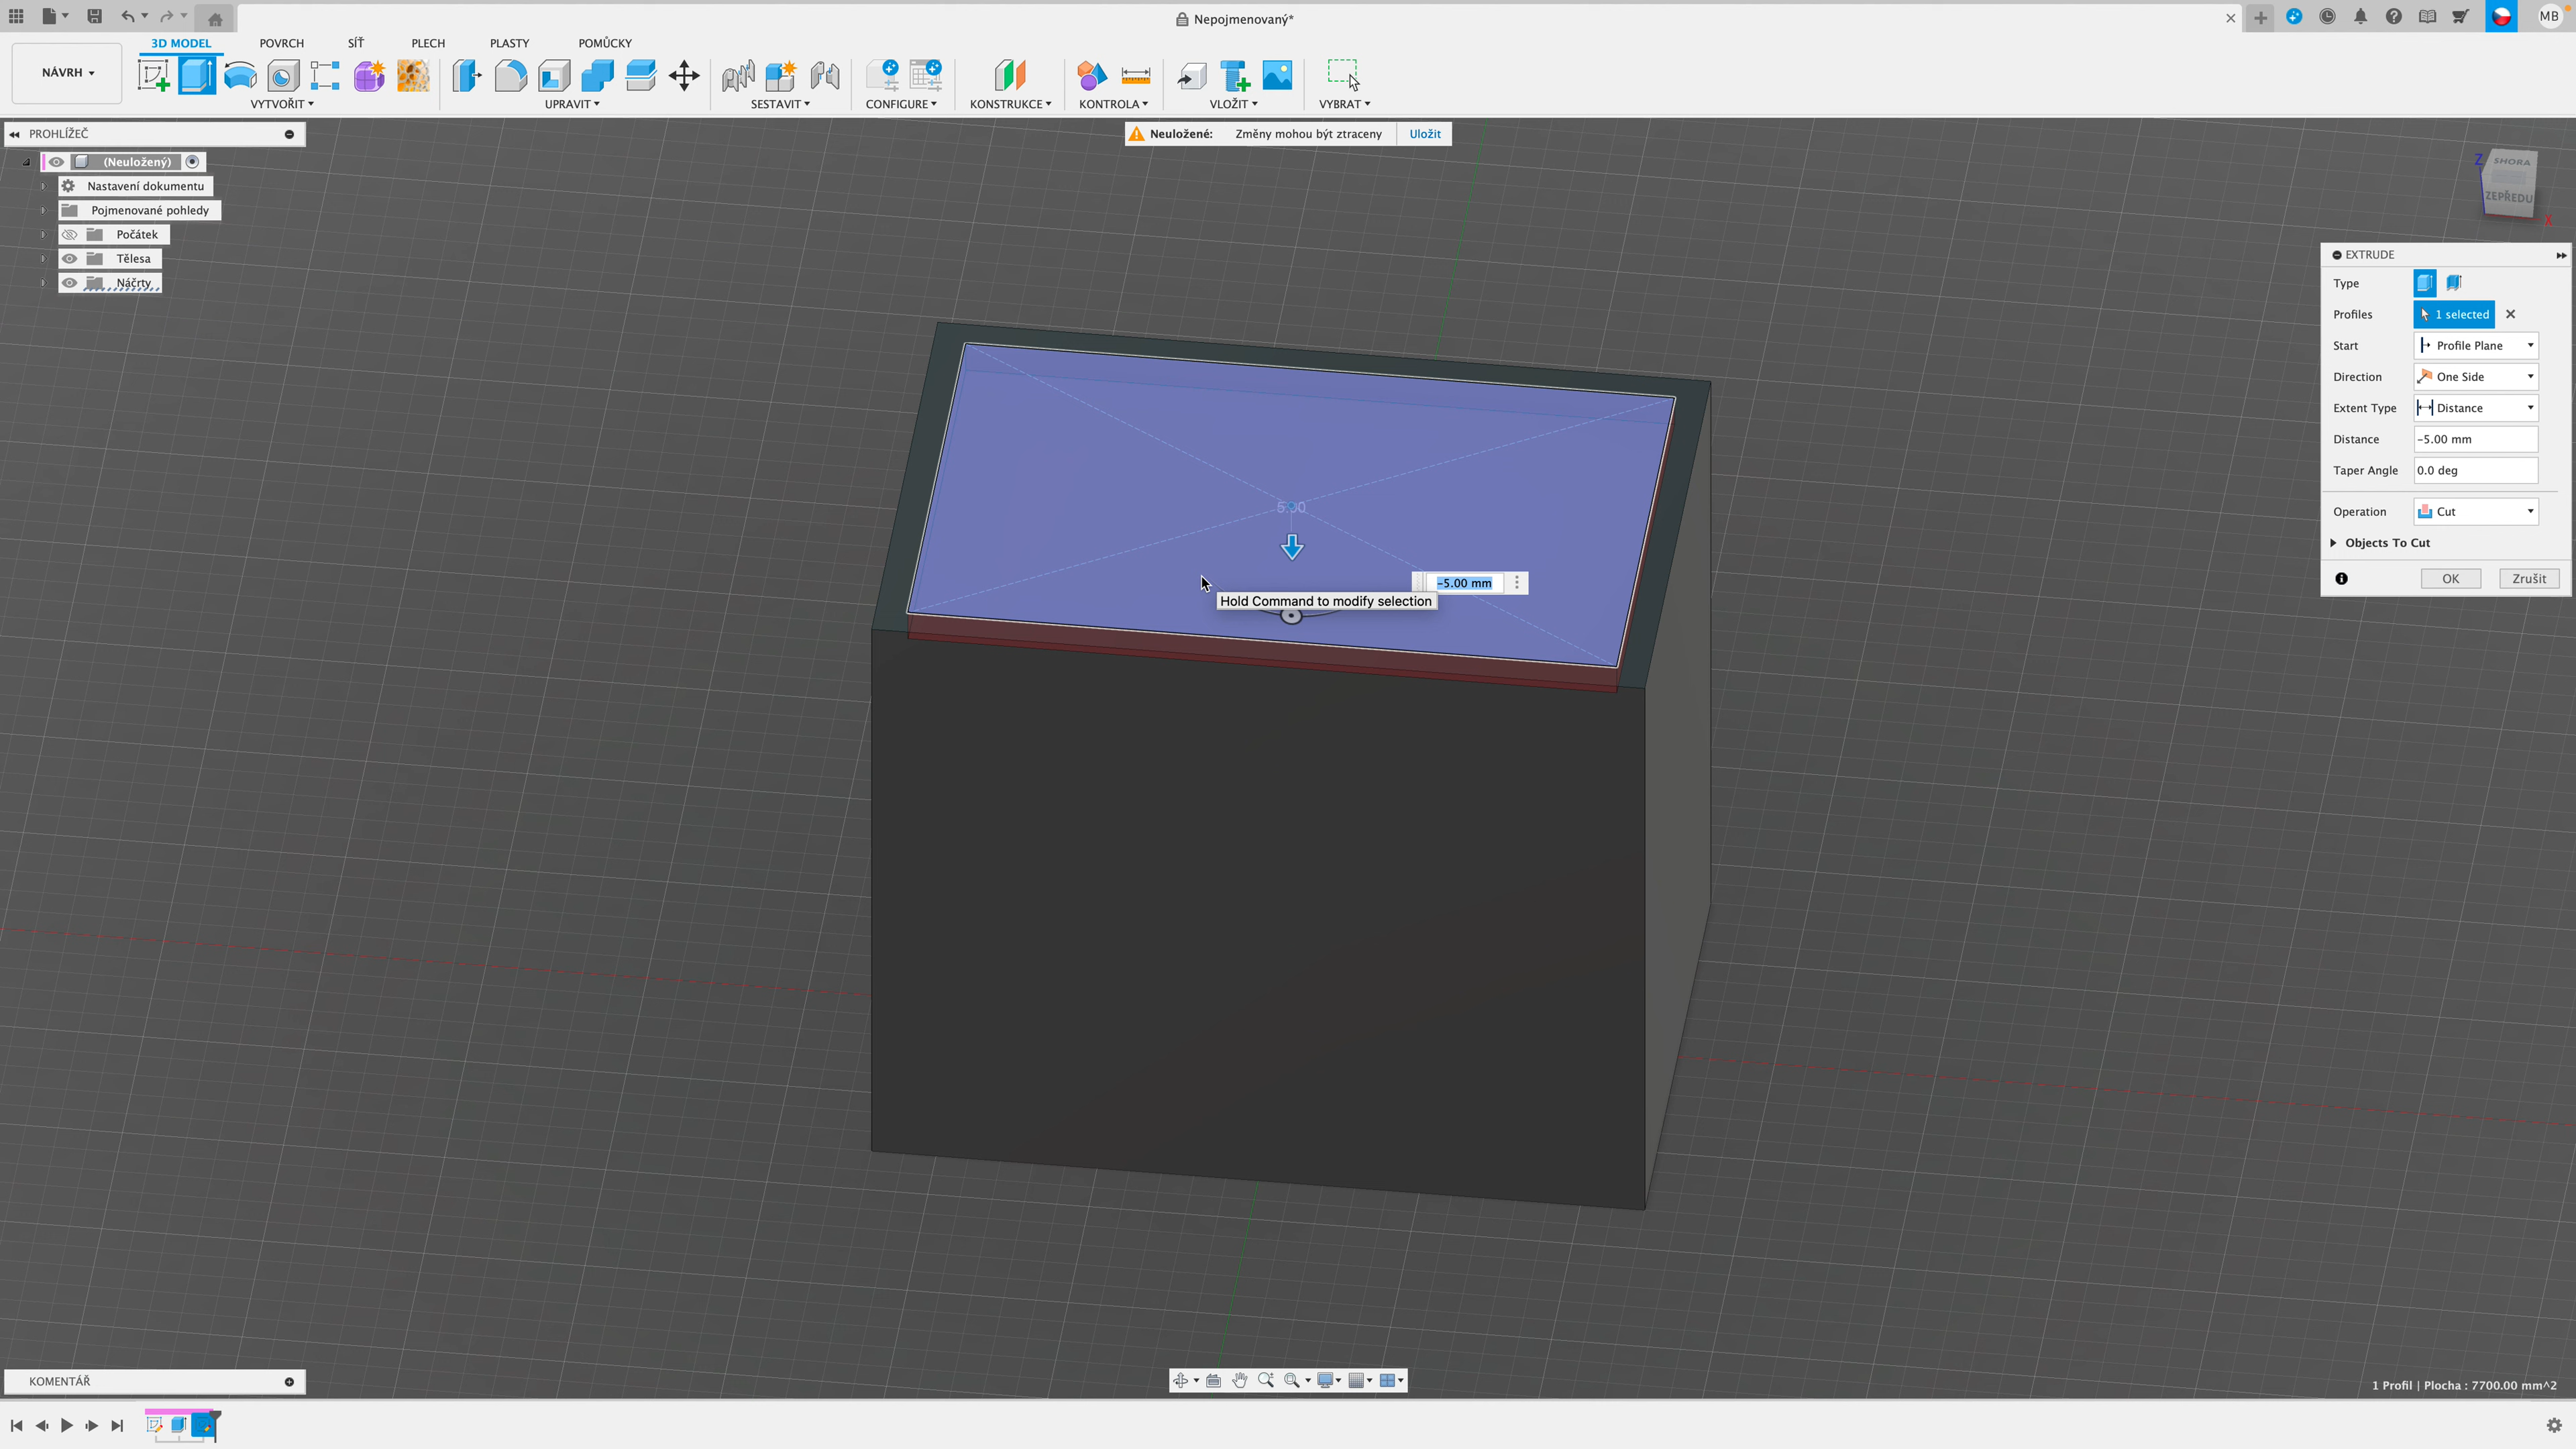 Nepojmenovaný*
MB
NÁVRH
3D MODEL
POVRCH
SÍŤ
PLECH
PLASTY
POMŮCKY
VYTVOŘIT
UPRAVIT
SESTAVIT
CONFIGURE
KONSTRUKCE
KONTROLA
VLOŽIT
VYBRAT
PROHLÍŽEČ
(Neuložený)
Nastavení dokumentu
Pojmenované pohledy
Počátek
Tělesa
Náčrty
Neuložené: Změny mohou být ztraceny Uložit
Z
SHORA
ZEPŘEDU
X
EXTRUDE
Type
Profiles 1 selected
Start Profile Plane
Direction One Side
Extent Type Distance
Distance -5.00 mm
Taper Angle 0.0 deg
Operation Cut
Objects To Cut
OK Zrušit
5.00
-5.00 mm
Hold Command to modify selection
KOMENTÁŘ
1 Profil | Plocha : 7700.00 mm^2